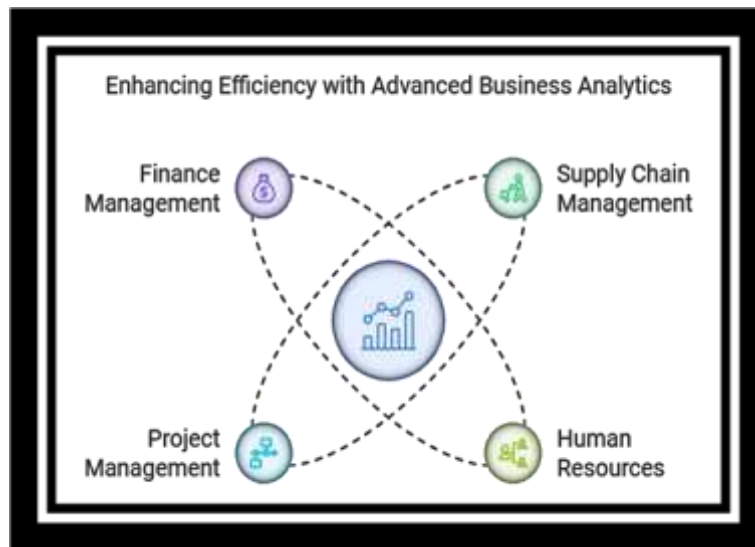 Enhancing Efficiency with Advanced Business Analytics
Finance
Management
Supply Chain
Management
Project
Management
Human
Resources